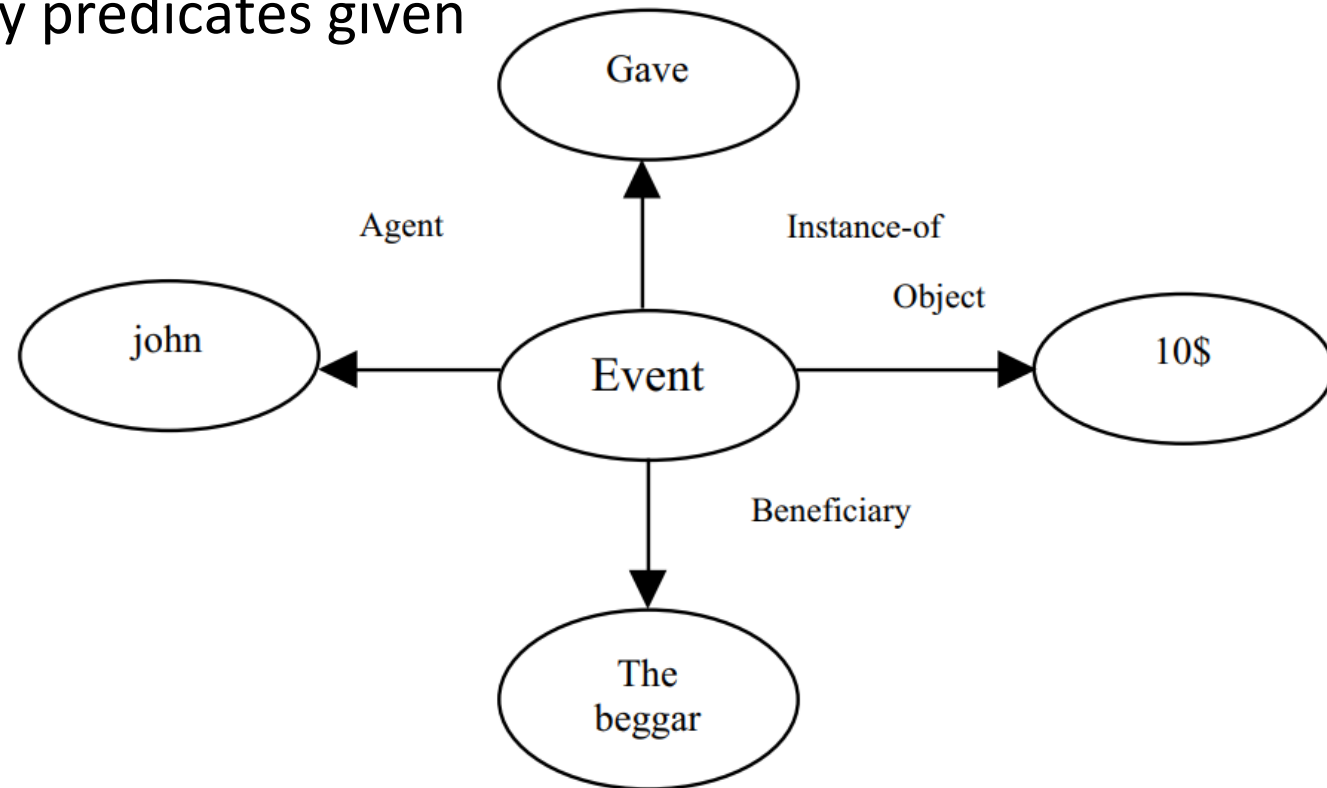 y predicates given
Gave
Agent
Instance-of
Object
john
Event
10$
Beneficiary
The
beggar